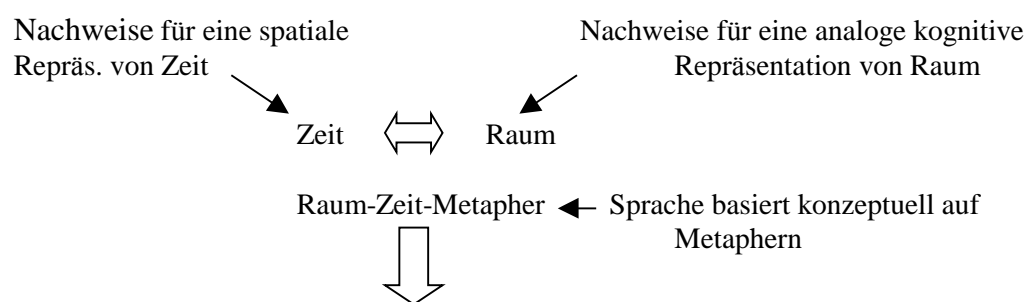 Nachweise für eine spatiale
Repräs. von Zeit
Nachweise für eine analoge kognitive
Repräsentation von Raum
Zeit
Raum
Raum-Zeit-Metapher
Sprache basiert konzeptuell auf
Metaphern